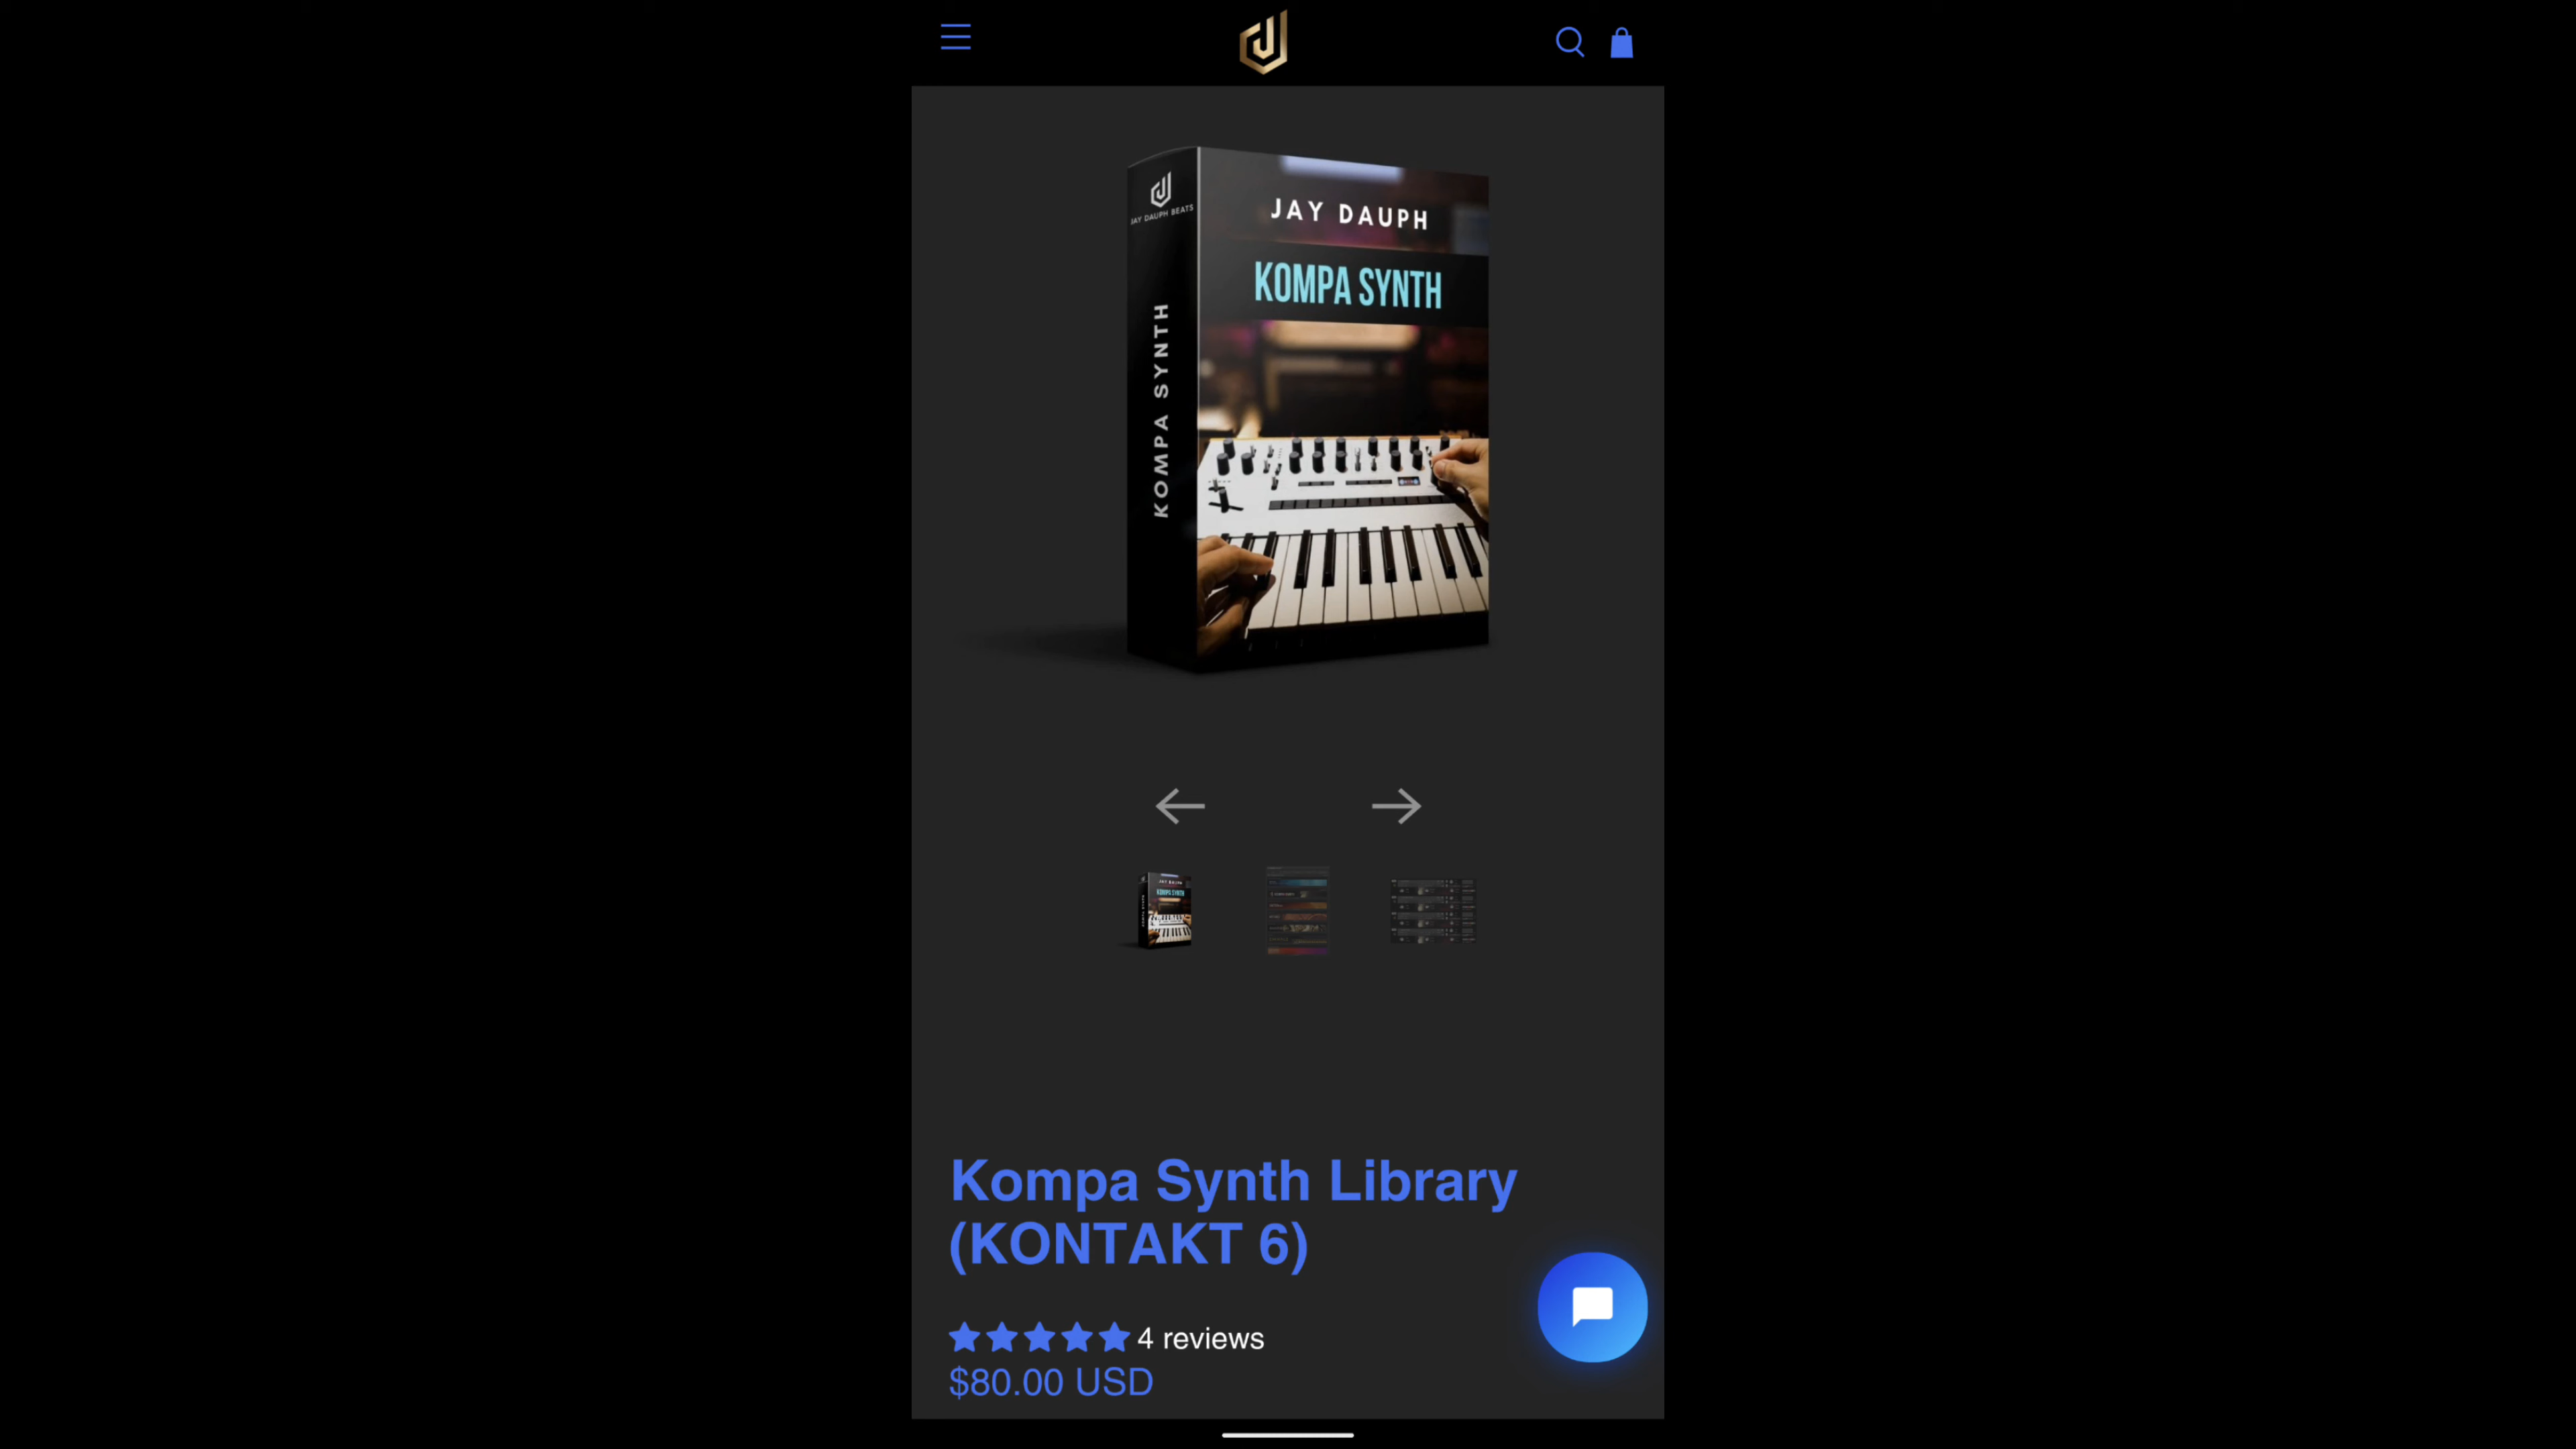 JAY DAUPH BEATS
KOMPA SYNTH
JAY DAUPH
KOMPA SYNTH
Kompa Synth Library
(KONTAKT 6)
4 reviews
$80.00 USD